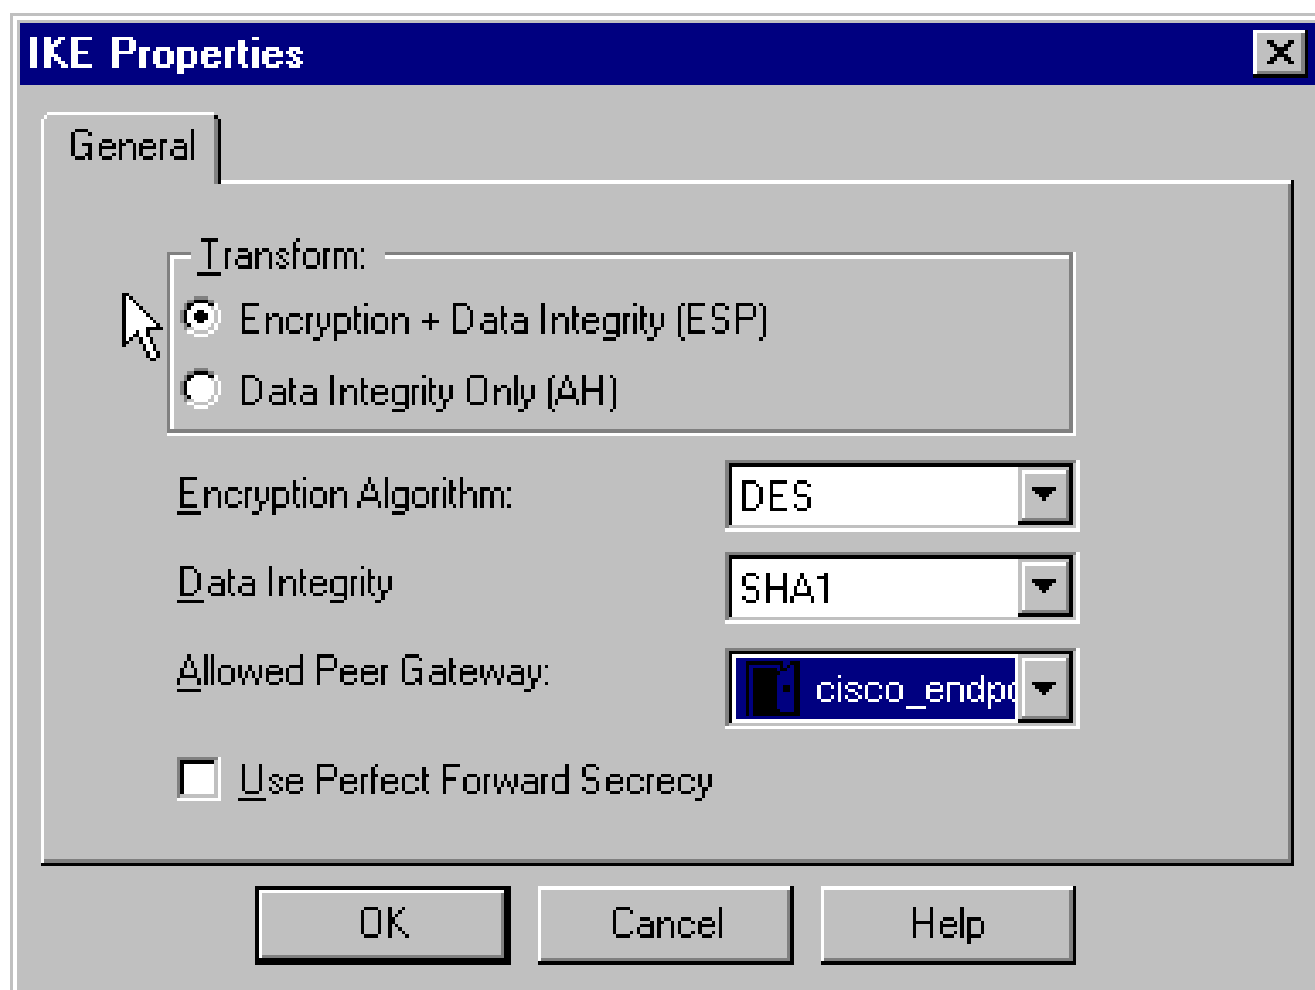 IKE Properties
General
Transform:
Encryption + Data Integrity (ESP)
Data Integrity Only (AH)
Encryption Algorithm: DES
Data Integrity SHA1
Allowed Peer Gateway: cisco_endpo
Use Perfect Forward Secrecy
OK Cancel Help